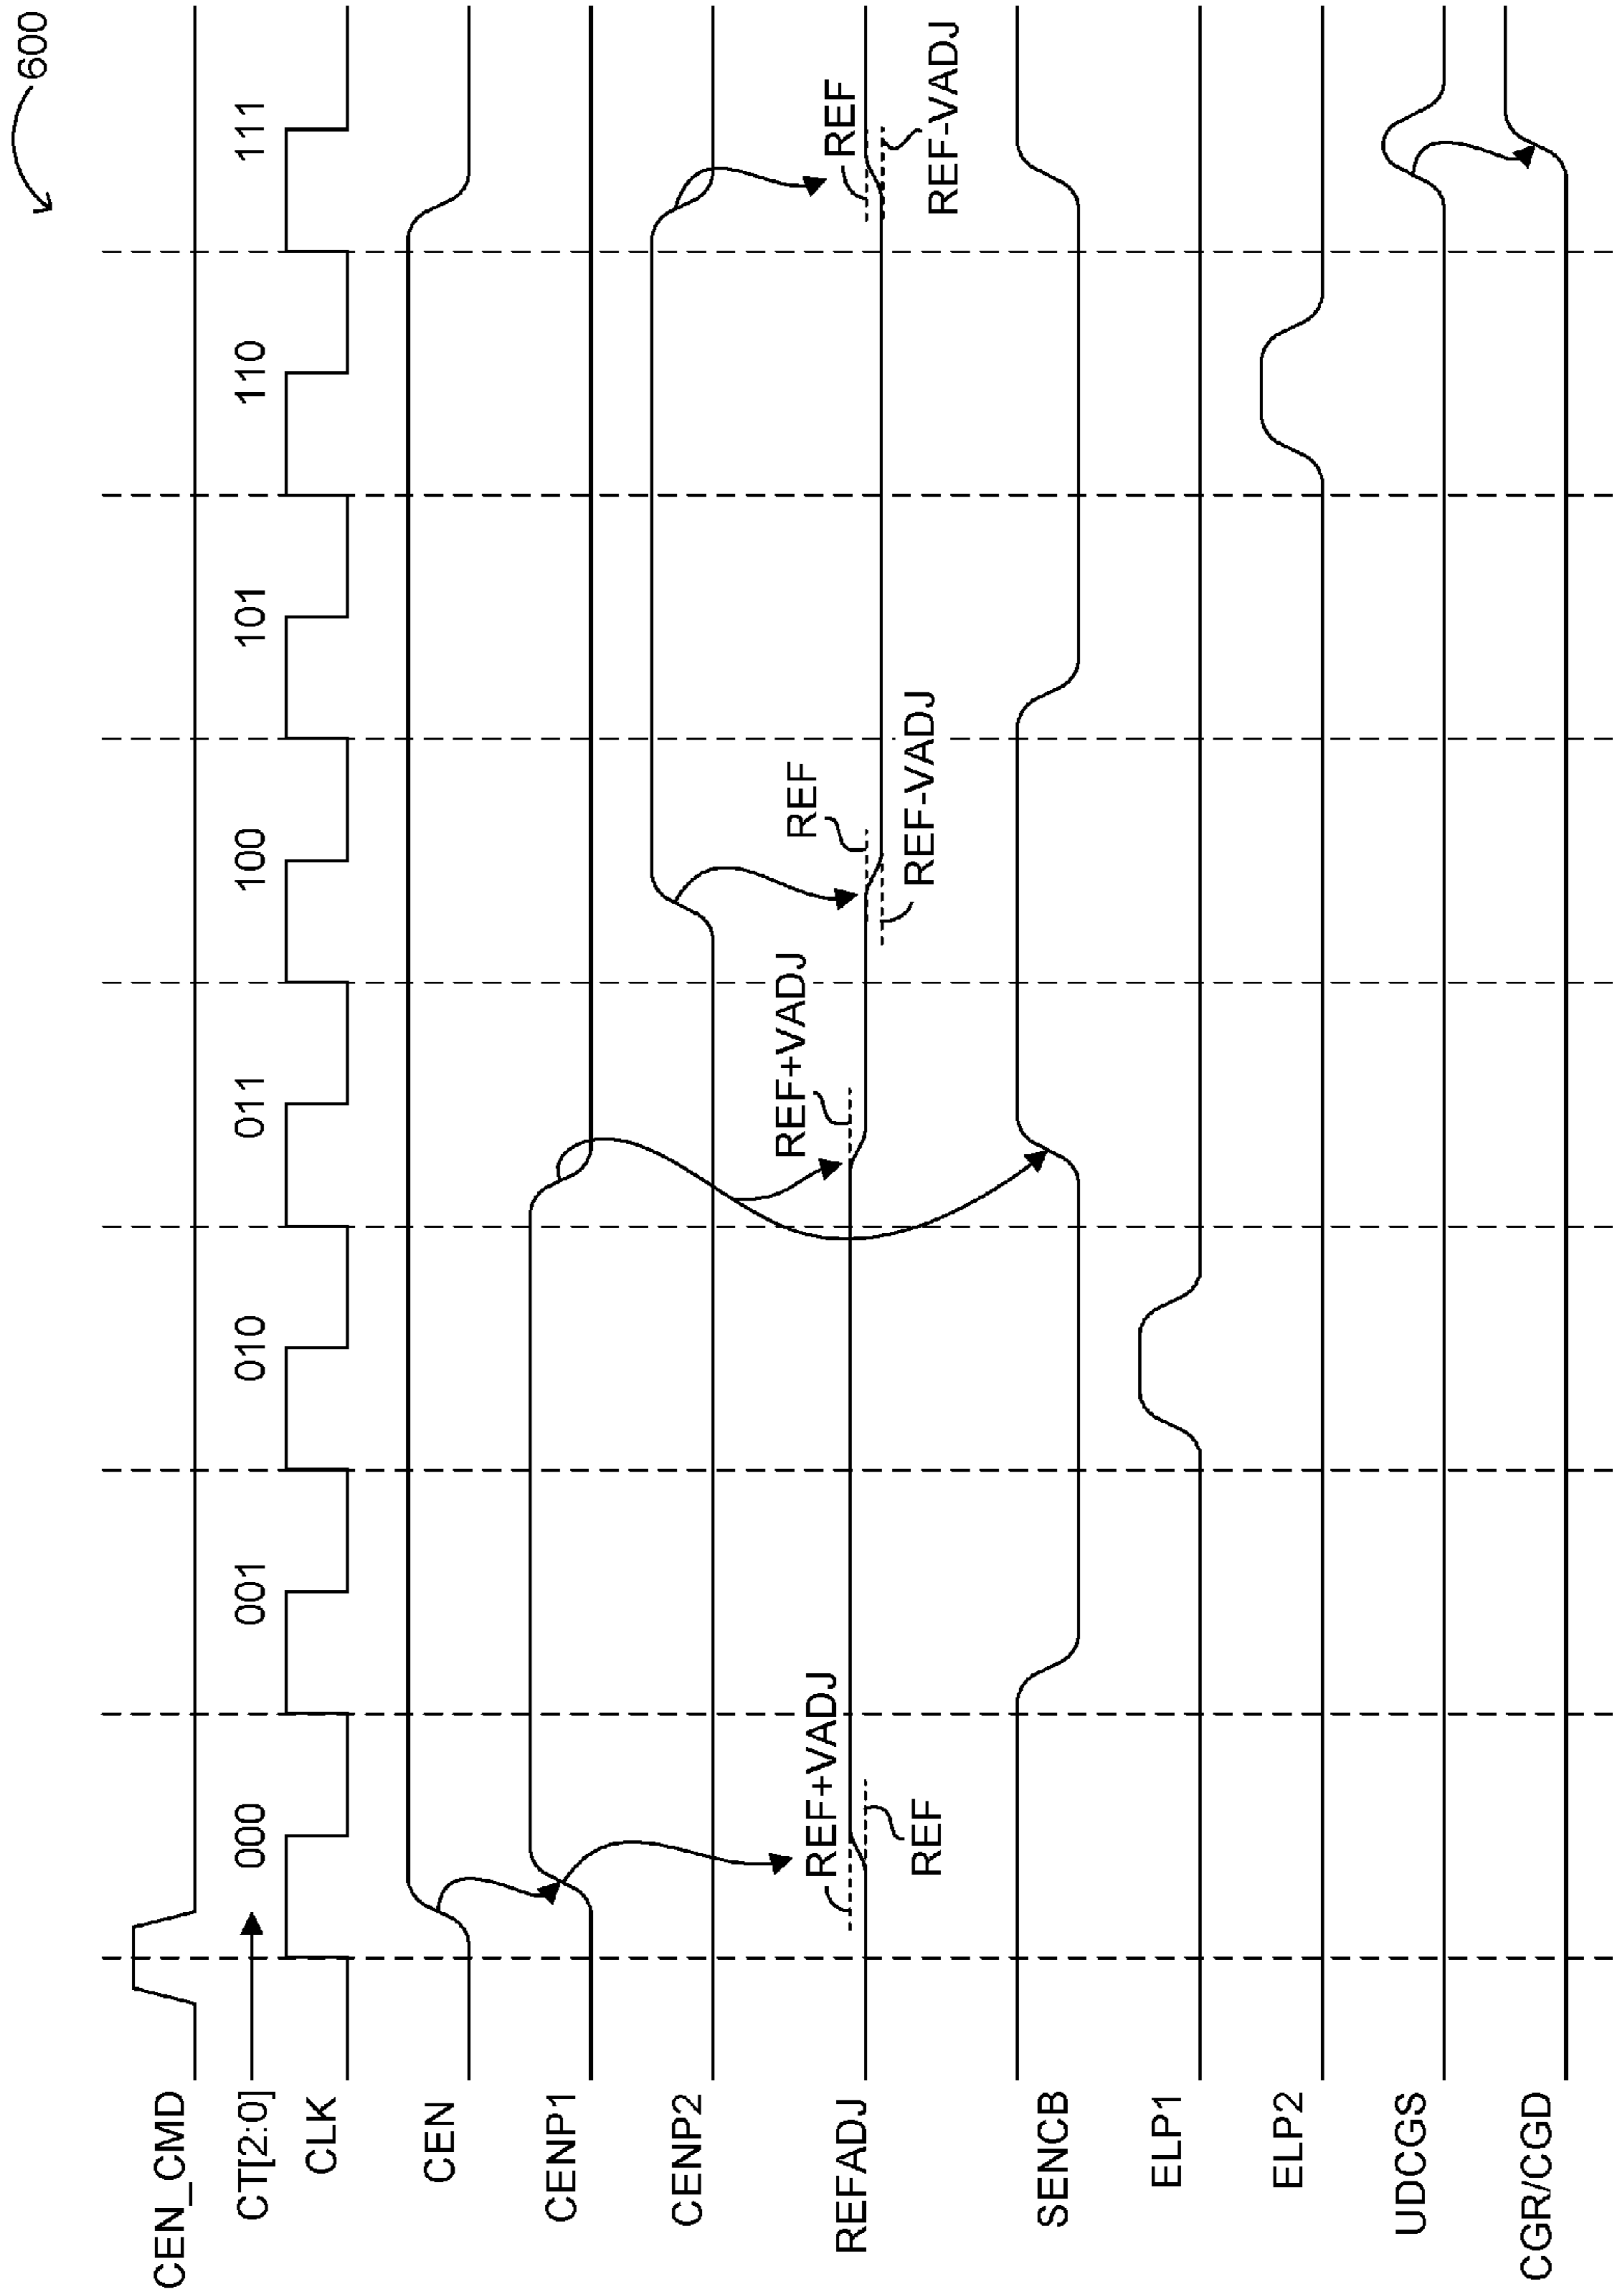 600
CEN_CMD
CT[2:0]
000
001
010
011
100
101
110
111
CLK
CEN
CENP1
CENP2
REF+VADJ
REF
REF+VADJ
REF
REF-VADJ
REF
REF-VADJ
REFADJ
SENCB
ELP1
ELP2
UDCGS
CGR/CGD